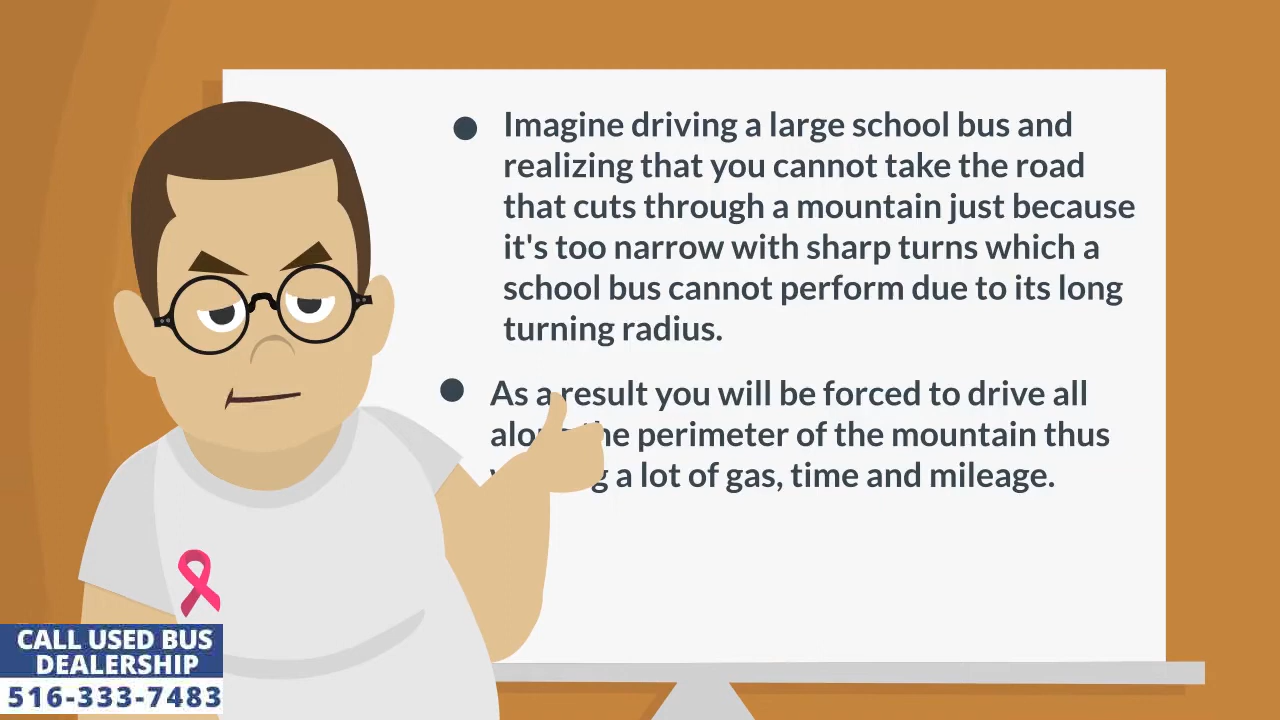 Imagine driving a large school bus and
realizing that you cannot take the road
that cuts through a mountain just because
it's too narrow with sharp turns which a
school bus cannot perform due to its long
turning radius.
As a result you will be forced to drive all
the perimeter of the mountain thus
a lot of gas, time and mileage.
CALL USED BUS
DEALERSHIP
516-333-7483